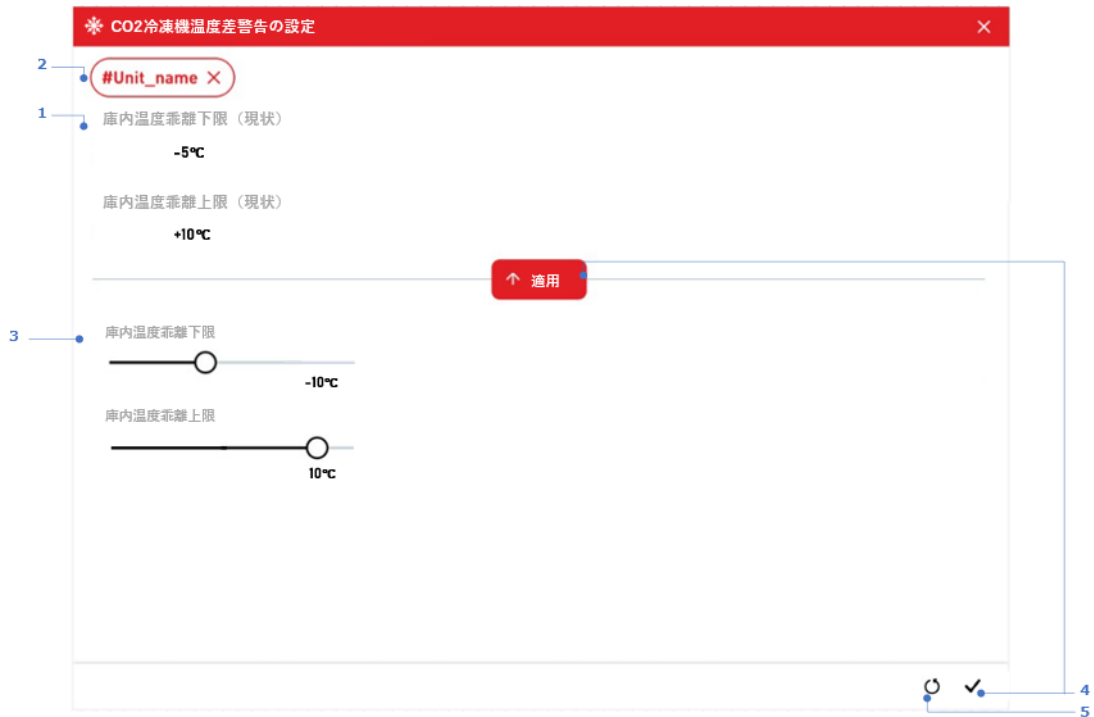 CO2冷凍機温度差警告の設定
2
#Unit_name
1
庫内温度乖離下限（現状）
-5℃
庫内温度乖離上限（現状）
+10℃
適用
3
庫内温度乖離下限
-10℃
庫内温度乖離上限
10℃
4
5